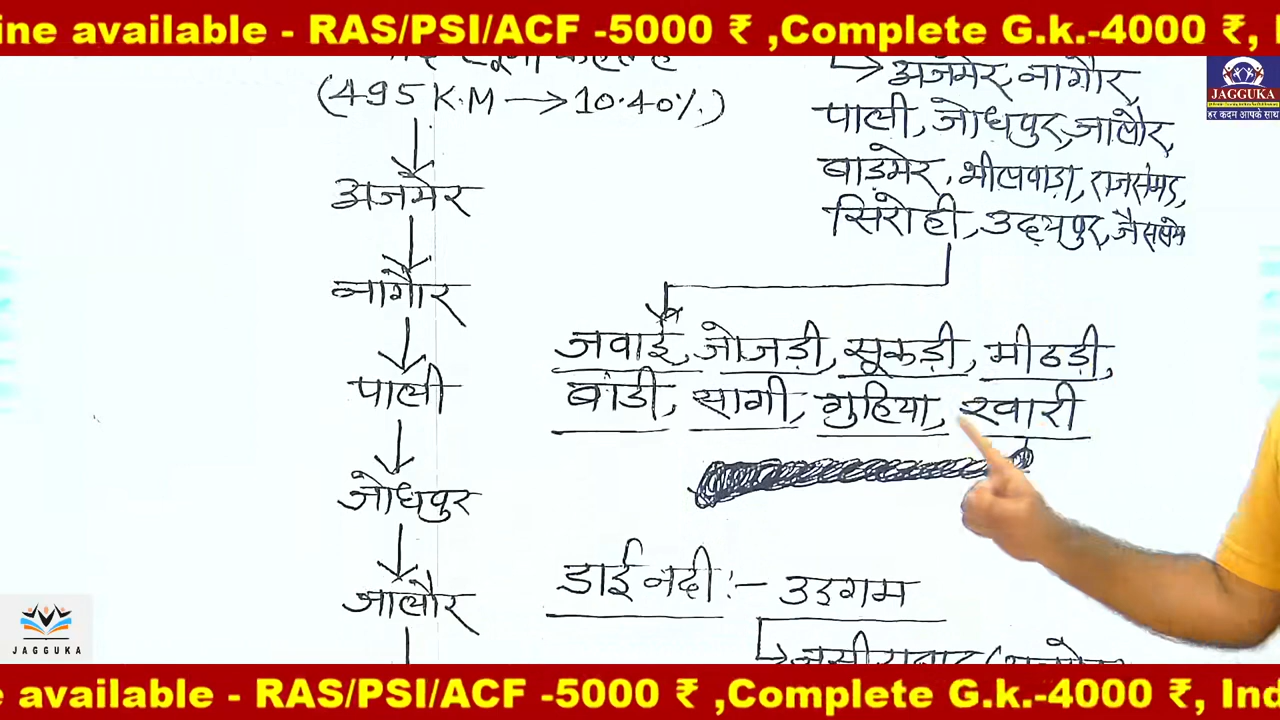 ine available - RAS/PSI/ACF -5000 ₹ ,Complete G.k.-4000 ₹, I
(495 K.M → 10.40%)
अजमेर
नागौर
पाली
जोधपुर
जालौर
अजमेर, नागौर,
पाली, जोधपुर, जालौर,
बाड़मेर, भीलवाड़ा, राजसमंद,
सिरोही, उदयपुर,
जवाई, जोजड़ी, सूकड़ी, मीठड़ी,
बांडी, सागी, गुहिया, खारी
डाई नदी :- उद्गम
JAGGUKA
हर कदम आपके साथ
JAGGUKA
e available - RAS/PSI/ACF -5000 ₹ ,Complete G.k.-4000 ₹, Ind